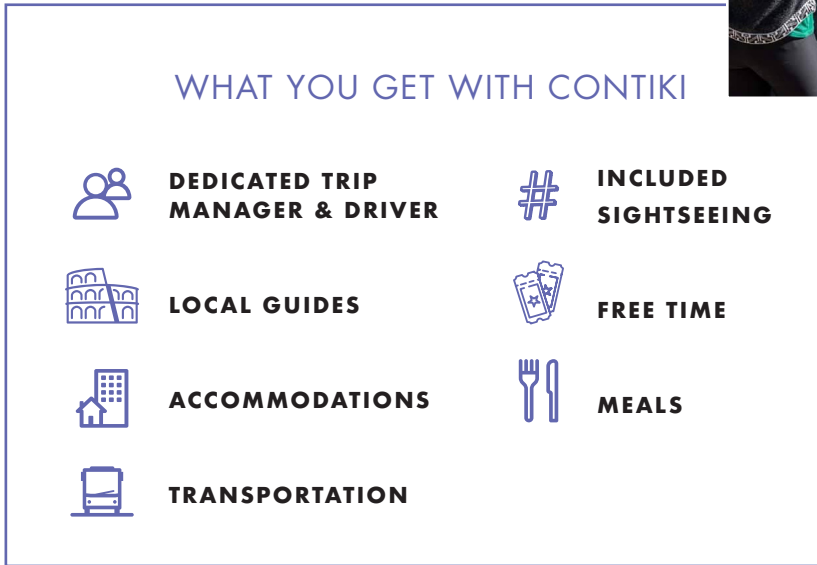 WHAT YOU GET WITH CONTIKI
DEDICATED TRIP
MANAGER & DRIVER
LOCAL GUIDES
ACCOMMODATIONS
TRANSPORTATION
INCLUDED
SIGHTSEEING
FREE TIME
MEALS